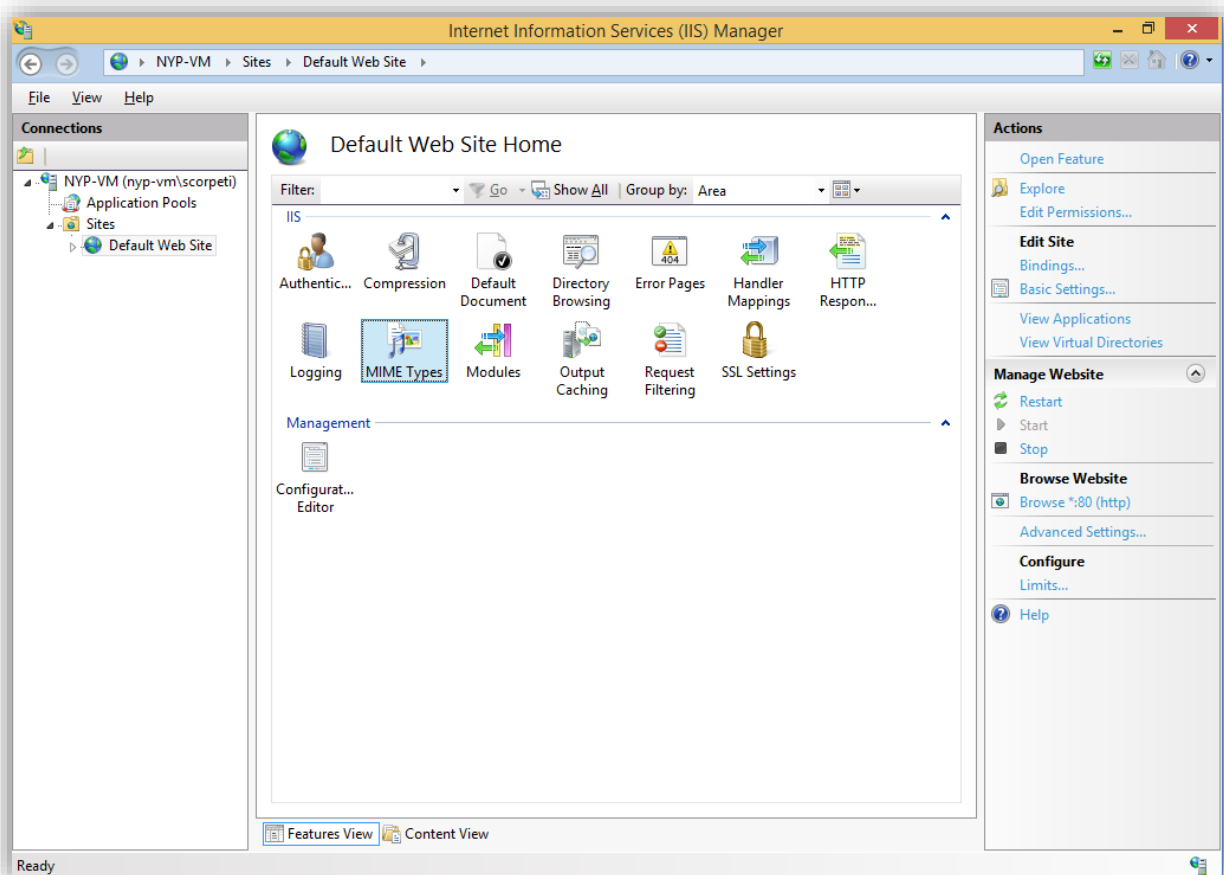 Internet Information Services (IIS) Manager
NYP-VM Sites Default Web Site
File View Help
Connections
NYP-VM (nyp-vm\scorpeti)
Application Pools
Sites
Default Web Site
Default Web Site Home
Filter: Go Show All Group by: Area
IIS
Authentic... Compression Default Document Directory Browsing Error Pages Handler Mappings HTTP Respon...
404
Logging MIME Types Modules Output Caching Request Filtering SSL Settings
Management
Configurat...
Editor
Features View Content View
Actions
Open Feature
Explore
Edit Permissions...
Edit Site
Bindings...
Basic Settings...
View Applications
View Virtual Directories
Manage Website
Restart
Start
Stop
Browse Website
Browse *:80 (http)
Advanced Settings...
Configure
Limits...
Help
Ready